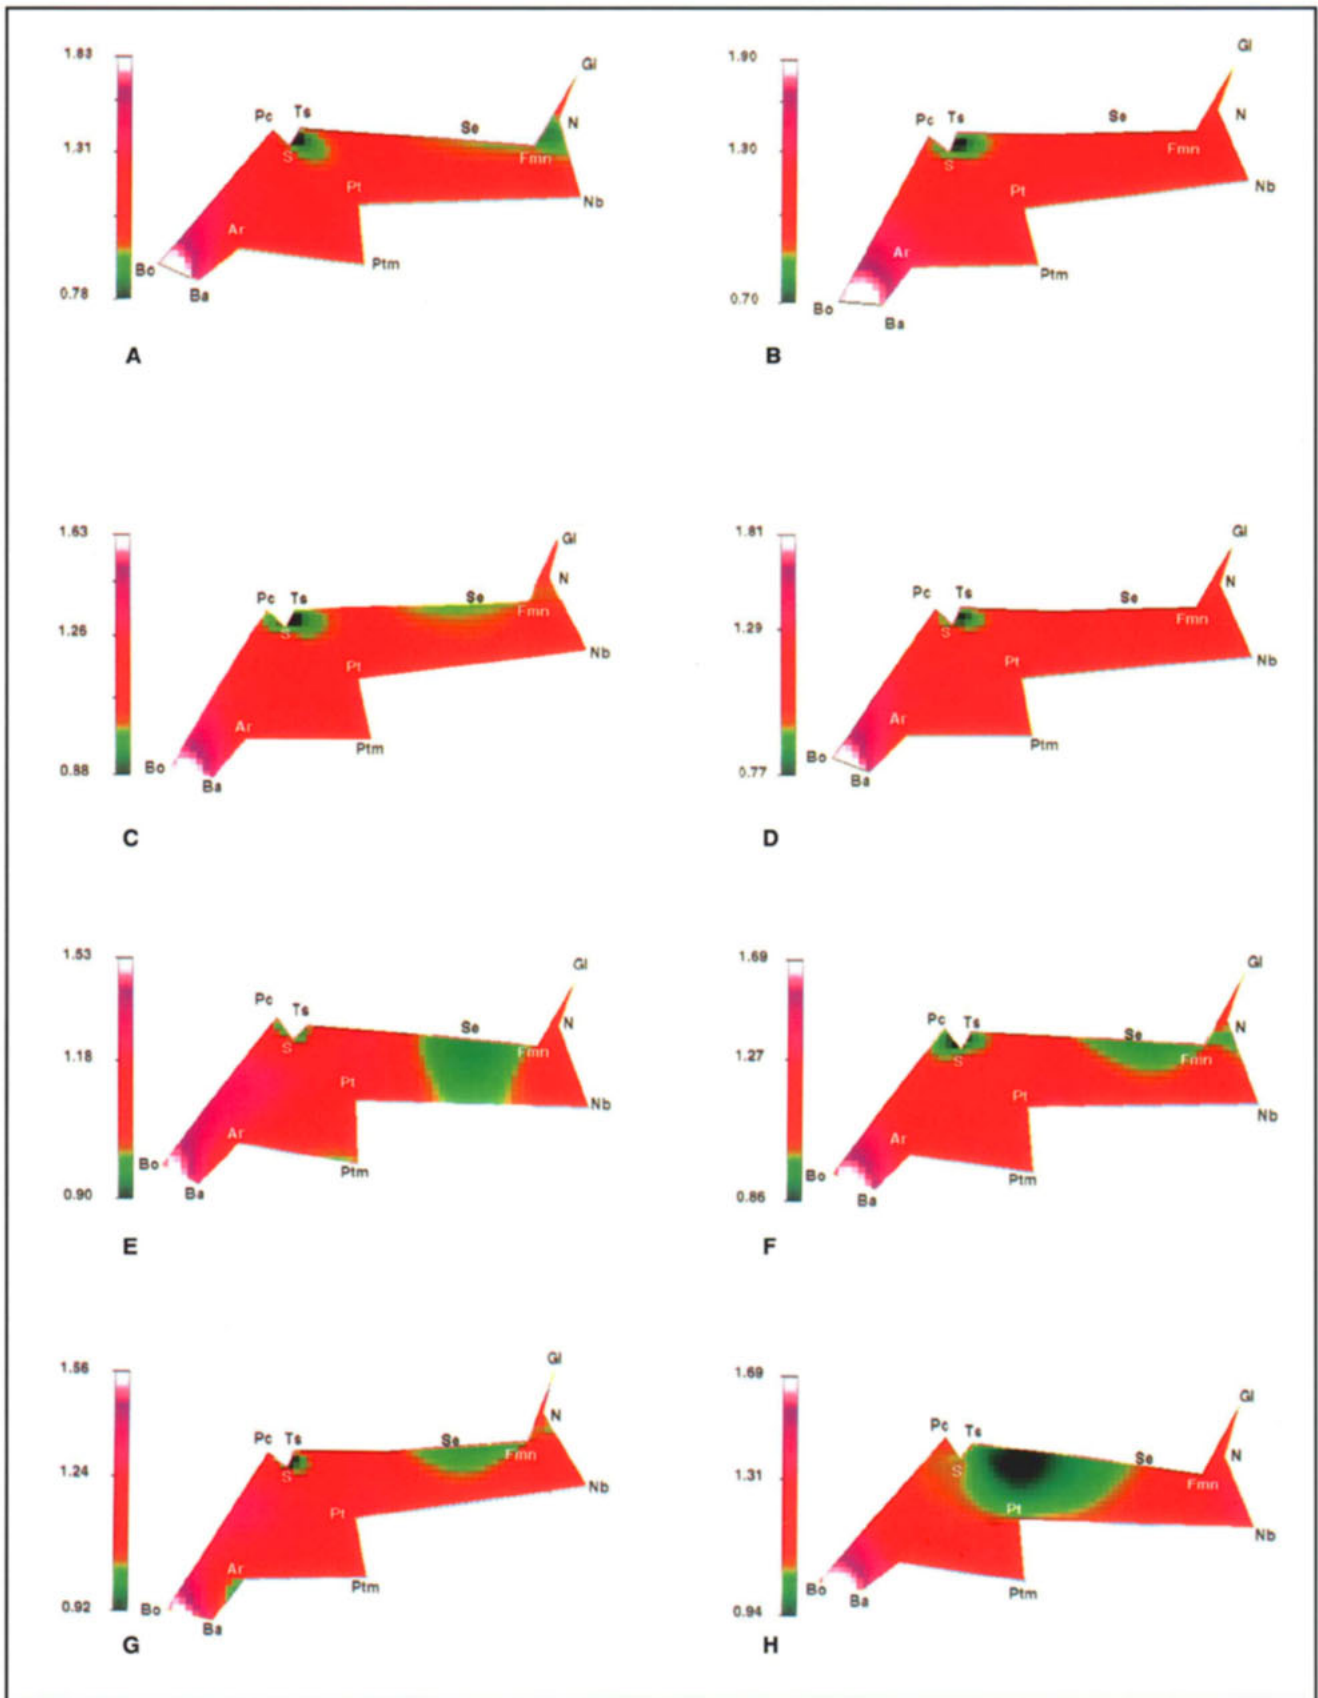 1.83
1.31
0.78
Gl
Pc
Ts
Se
N
S
Fmn
Pt
Nb
Ar
Bo
Ba
Ptm
A
1.90
1.30
0.70
Gl
Pc
Ts
Se
N
S
Fmn
Pt
Nb
Ar
Bo
Ba
Ptm
B
1.63
1.26
0.88
Gl
Pc
Ts
Se
N
S
Fmn
Pt
Nb
Ar
Bo
Ba
Ptm
C
1.81
1.29
0.77
Gl
Pc
Ts
Se
N
S
Fmn
Pt
Nb
Ar
Bo
Ba
Ptm
D
1.53
1.18
0.90
Gl
Pc
Ts
Se
N
S
Fmn
Pt
Nb
Ar
Bo
Ba
Ptm
E
1.69
1.27
0.86
Gl
Pc
Ts
Se
N
S
Fmn
Pt
Nb
Ar
Bo
Ba
Ptm
F
1.56
1.24
0.92
Gl
Pc
Ts
Se
N
S
Fmn
Pt
Nb
Ar
Bo
Ba
Ptm
G
1.69
1.31
0.94
Gl
Pc
Ts
Se
N
S
Fmn
Pt
Nb
Bo
Ba
Ptm
H